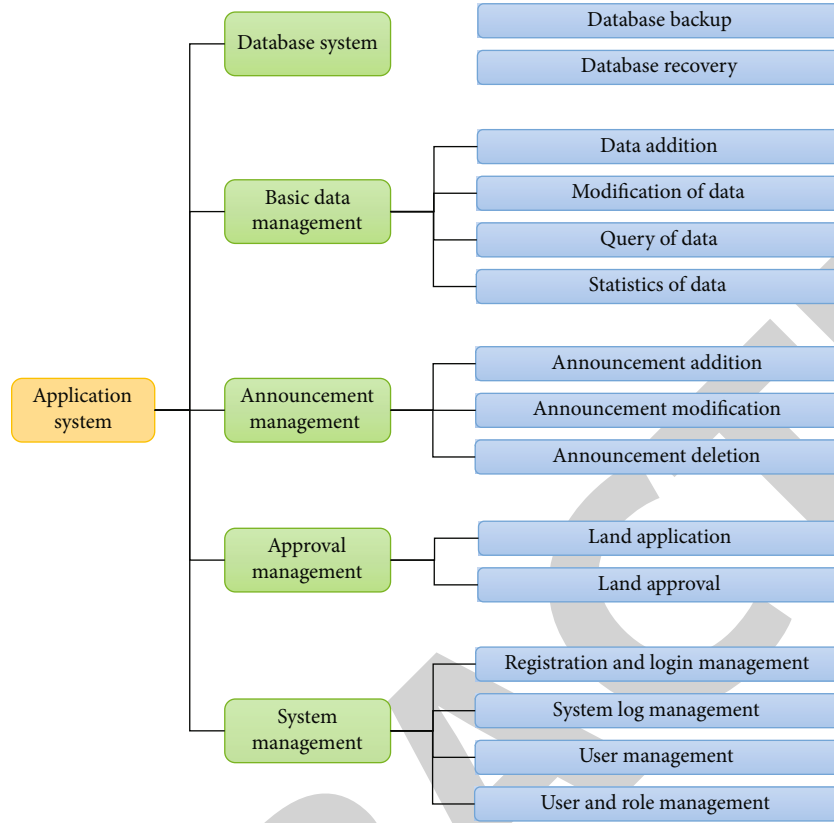 Database system
Database backup
Database recovery
Basic data
management
Data addition
Modification of data
Query of data
Statistics of data
Application
system
Announcement
management
Announcement addition
Announcement modification
Announcement deletion
Approval
management
Land application
Land approval
System
management
Registration and login management
System log management
User management
User and role management